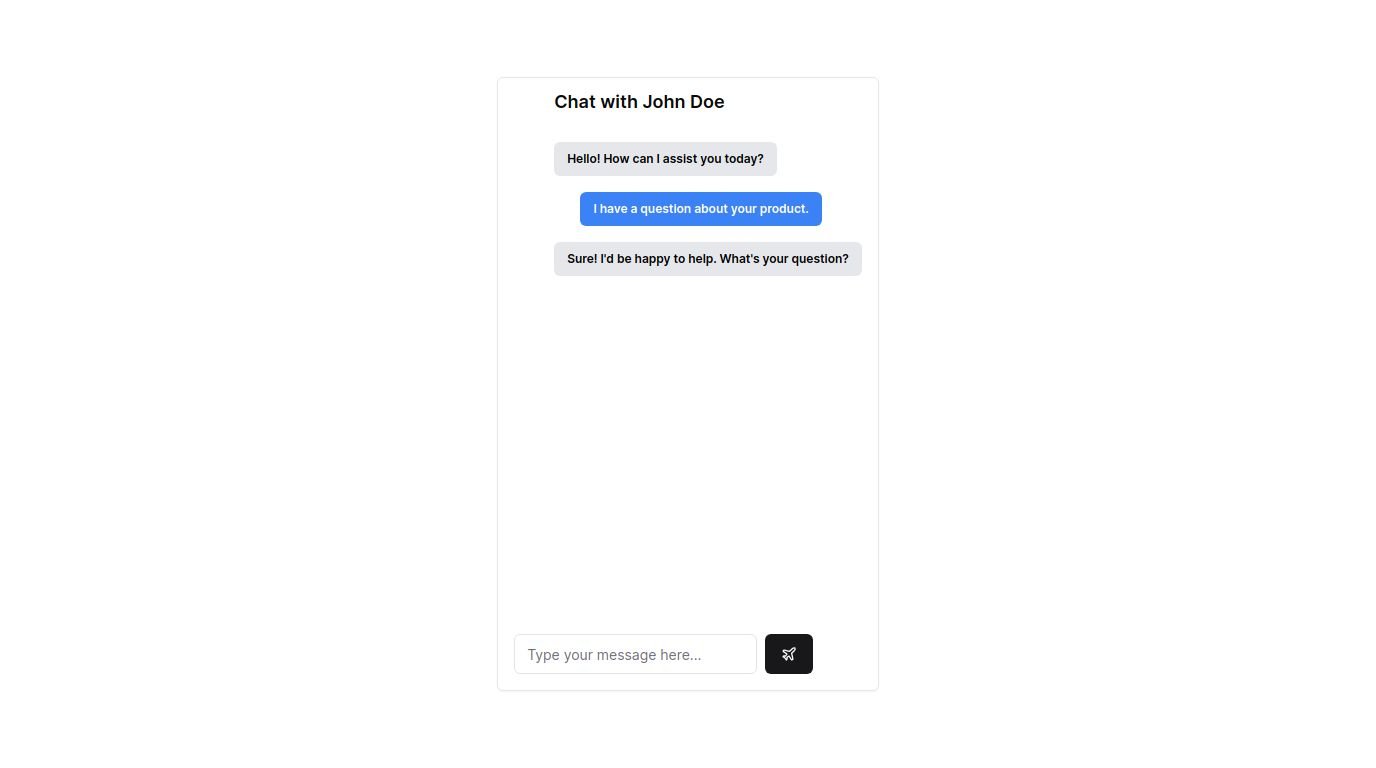 Chat with John Doe
Hello! How can I assist you today?
I have a question about your product.
Sure! I'd be happy to help. What's your question?
Type your message here...